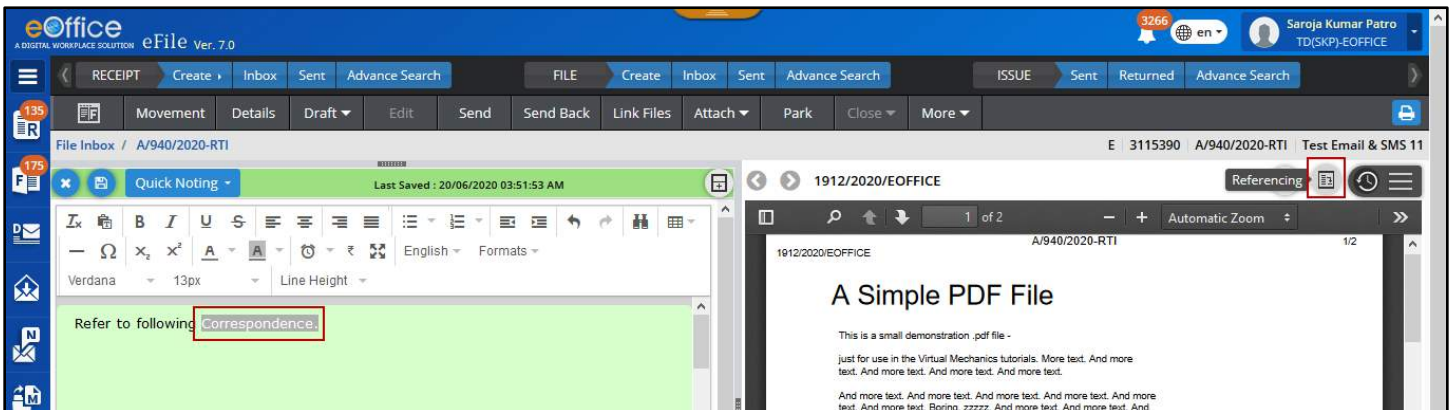 eOffice
A DIGITAL WORKPLACE SOLUTION
eFile Ver. 7.0
3266
en
Saroja Kumar Patro
TD(SKP)-EOFFICE
RECEIPT Create Inbox Sent Advance Search FILE Create Inbox Sent Advance Search ISSUE Sent Returned Advance Search
135
R
Movement Details Draft Edit Send Send Back Link Files Attach Park Close More
File Inbox / A/940/2020-RTI
E 3115390 A/940/2020-RTI Test Email & SMS 11
175
F
Quick Noting
Last Saved : 20/06/2020 03:51:53 AM
1912/2020/EOFFICE
Referencing
B I U S
1 of 2
Automatic Zoom
Ω x₂ x² A A ₹ English Formats
Verdana 13px Line Height
1912/2020/EOFFICE
A/940/2020-RTI
1/2
A Simple PDF File
This is a small demonstration .pdf file -
just for use in the Virtual Mechanics tutorials. More text. And more
text. And more text. And more text. And more text.
And more text. And more text. And more text. And more text. And more
text. And more text. Boring, zzzzz. And more text. And more text. And
Refer to following Correspondence.
D
N
M